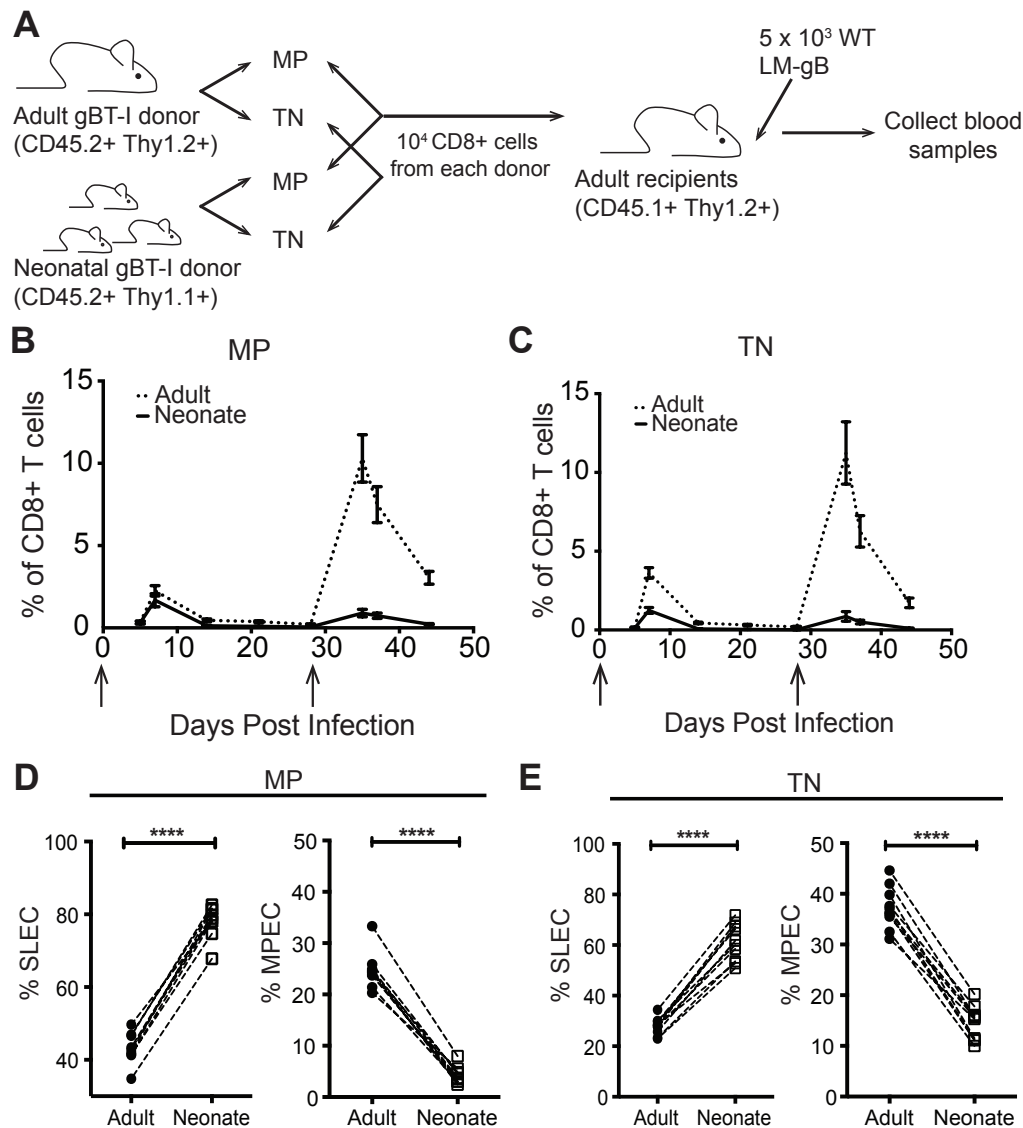 A
Adult gBT-I donor
(CD45.2+ Thy1.2+)
Neonatal gBT-I donor
(CD45.2+ Thy1.1+)
MP
TN
MP
TN
10⁴ CD8+ cells
from each donor
5 x 10³ WT
LM-gB
Adult recipients
(CD45.1+ Thy1.2+)
Collect blood
samples
B
MP
% of CD8+ T cells
15
10
5
0
Adult
Neonate
0 10 20 30 40 50
Days Post Infection
C
TN
% of CD8+ T cells
15
10
5
0
Adult
Neonate
0 10 20 30 40 50
Days Post Infection
D
MP
% SLEC
100
80
60
40
****
Adult Neonate
% MPEC
50
40
30
20
10
0
****
Adult Neonate
E
TN
% SLEC
100
80
60
40
20
0
****
Adult Neonate
% MPEC
50
40
30
20
10
0
****
Adult Neonate